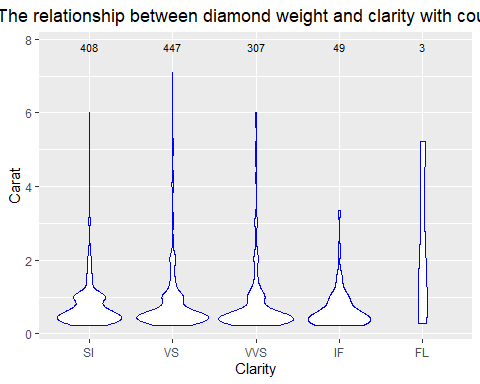 The relationship between diamond weight and clarity with cou
408 447 307 49 3
8
6
4
2
0
Carat
SI VS VVS IF FL
Clarity